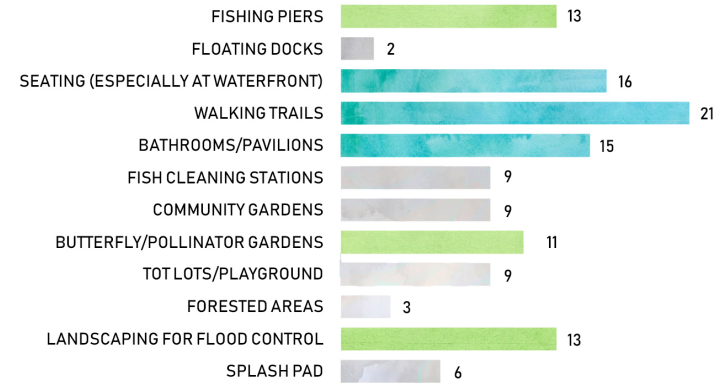 FISHING PIERS 13
FLOATING DOCKS 2
SEATING (ESPECIALLY AT WATERFRONT) 16
WALKING TRAILS 21
BATHROOMS/PAVILIONS 15
FISH CLEANING STATIONS 9
COMMUNITY GARDENS 9
BUTTERFLY/POLLINATOR GARDENS 11
TOT LOTS/PLAYGROUND 9
FORESTED AREAS 3
LANDSCAPING FOR FLOOD CONTROL 13
SPLASH PAD 6